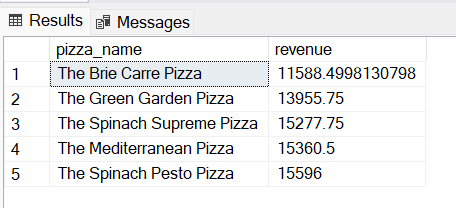 Results Messages
pizza_name revenue
1 The Brie Carre Pizza 11588.4998130798
2 The Green Garden Pizza 13955.75
3 The Spinach Supreme Pizza 15277.75
4 The Mediterranean Pizza 15360.5
5 The Spinach Pesto Pizza 15596